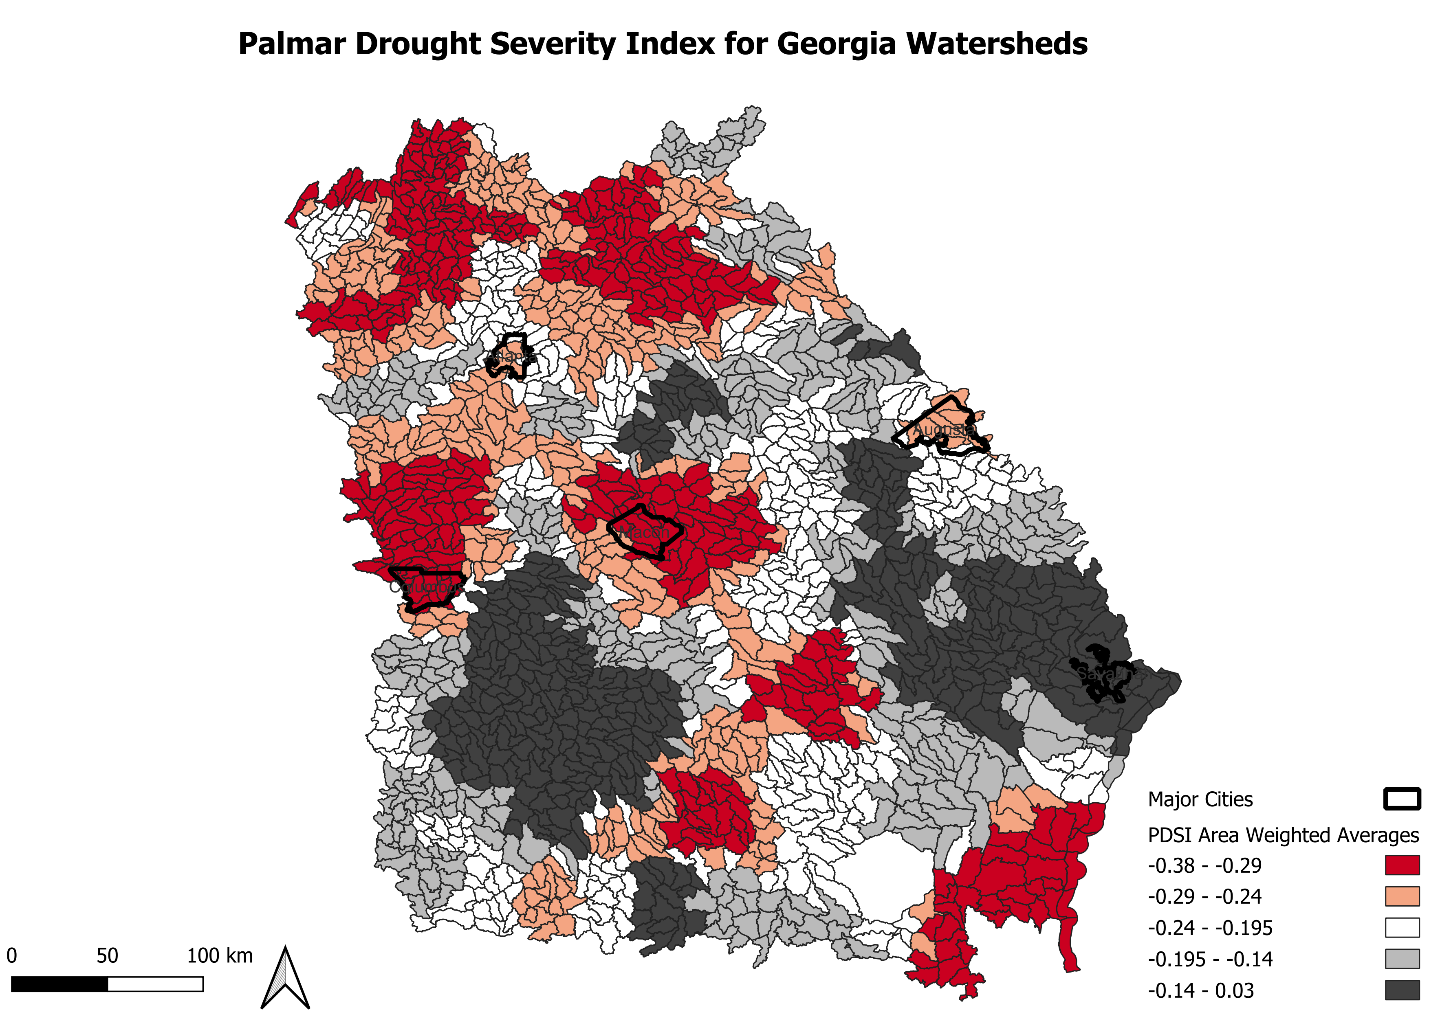 Palmar Drought Severity Index for Georgia Watersheds
Augusta
Macon
Major Cities
PDSI Area Weighted Averages
-0.38 - -0.29
-0.29 - -0.24
-0.24 - -0.195
-0.195 - -0.14
-0.14 - 0.03
0 50 100 km